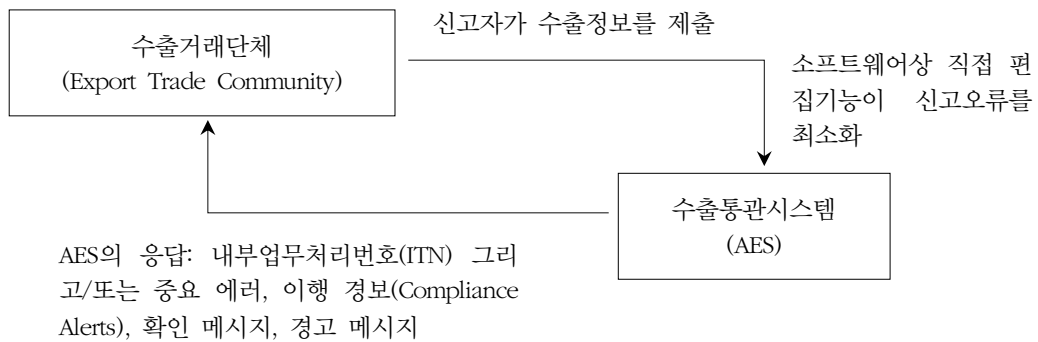 신고자가 수출정보를 제출
수출거래단체
(Export Trade Community)
소프트웨어상 직접 편
집기능이 신고오류를
최소화
수출통관시스템
(AES)
AES의 응답: 내부업무처리번호(ITN) 그리
고/또는 중요 에러, 이행 경보(Compliance
Alerts), 확인 메시지, 경고 메시지